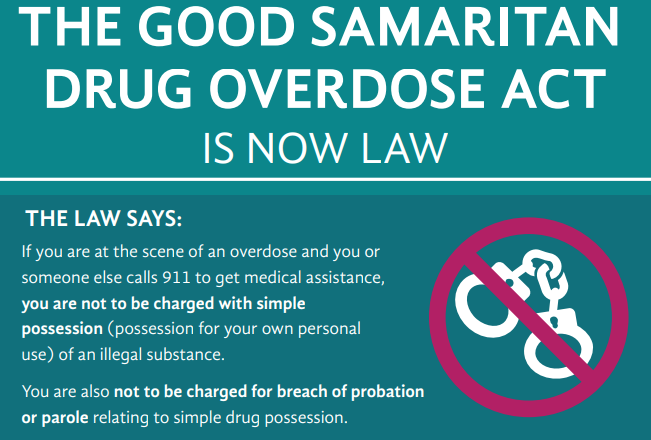 THE GOOD SAMARITAN
DRUG OVERDOSE ACT
IS NOW LAW
THE LAW SAYS:
If you are at the scene of an overdose and you or
someone else calls 911 to get medical assistance,
you are not to be charged with simple
possession (possession for your own personal
use) of an illegal substance.
You are also not to be charged for breach of probation
or parole relating to simple drug possession.